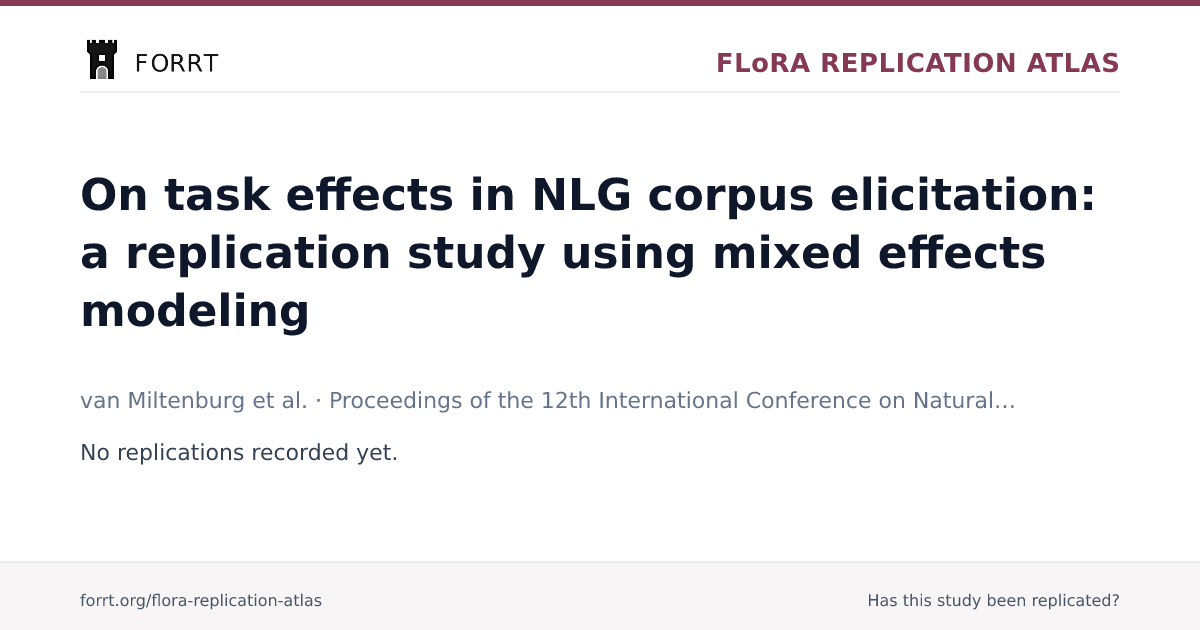 FORRT
FLoRA REPLICATION ATLAS
On task effects in NLG corpus elicitation:
a replication study using mixed effects
modeling
van Miltenburg et al. · Proceedings of the 12th International Conference on Natural…
No replications recorded yet.
forrt.org/flora-replication-atlas
Has this study been replicated?